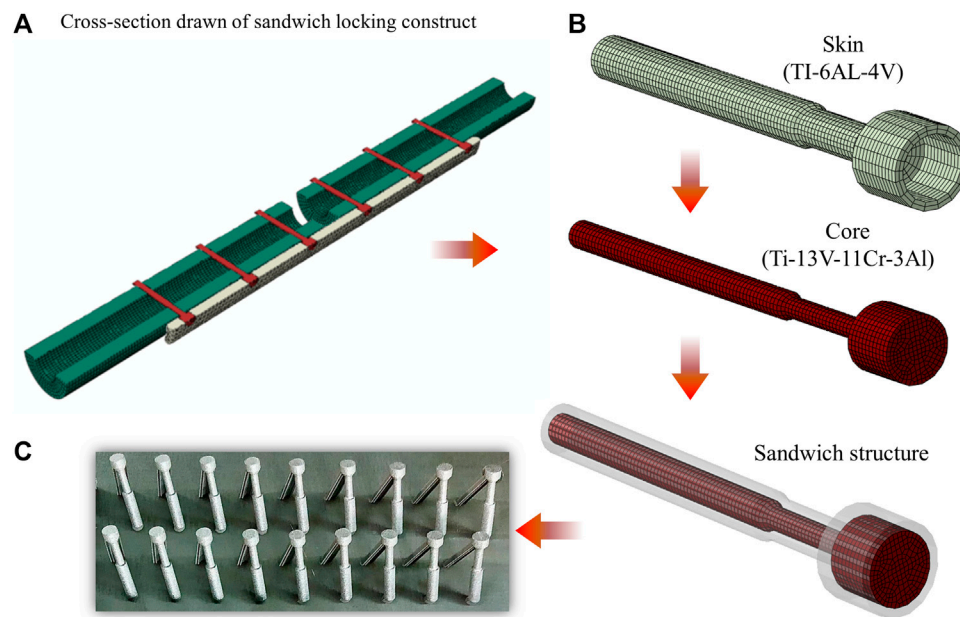 A
Cross-section drawn of sandwich locking construct
B
Skin
(TI-6AL-4V)
Core
(Ti-13V-11Cr-3Al)
Sandwich structure
C